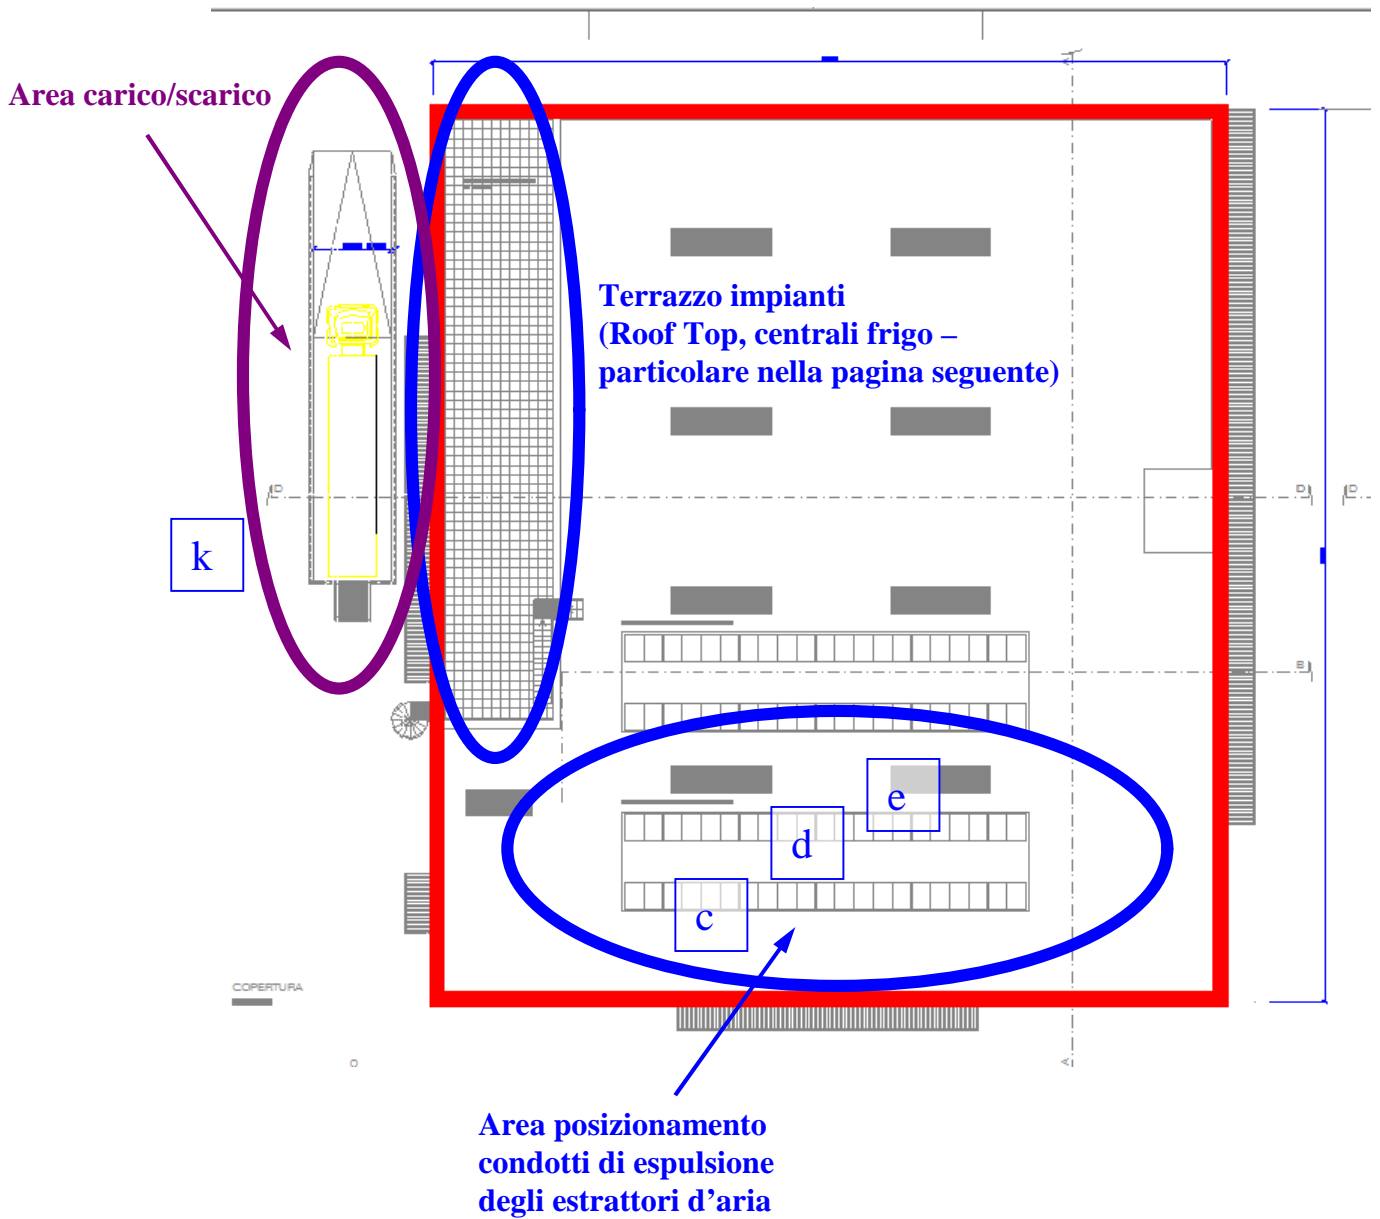 Area carico/scarico
A
Terrazzo impianti
(Roof Top, centrali frigo –
particolare nella pagina seguente)
D
D
D
k
B
e
d
c
COPERTURA
O
A
Area posizionamento
condotti di espulsione
degli estrattori d’aria